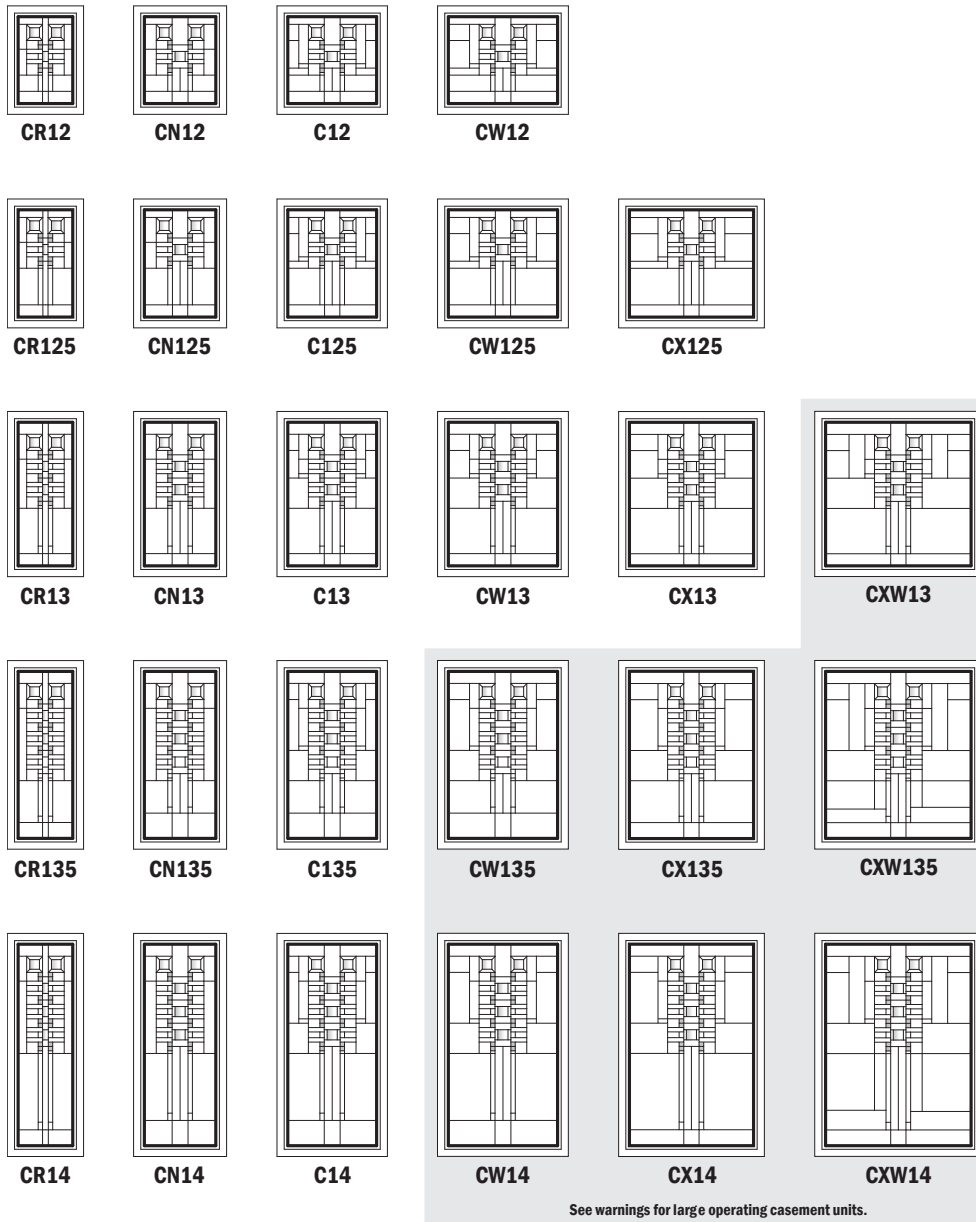 CR12 CN12 C12 CW12
CR125 CN125 C125 CW125 CX125
CR13 CN13 C13 CW13 CX13 CXW13
CR135 CN135 C135 CW135 CX135 CXW135
CR14 CN14 C14 CW14 CX14 CXW14
See warnings for large operating casement units.